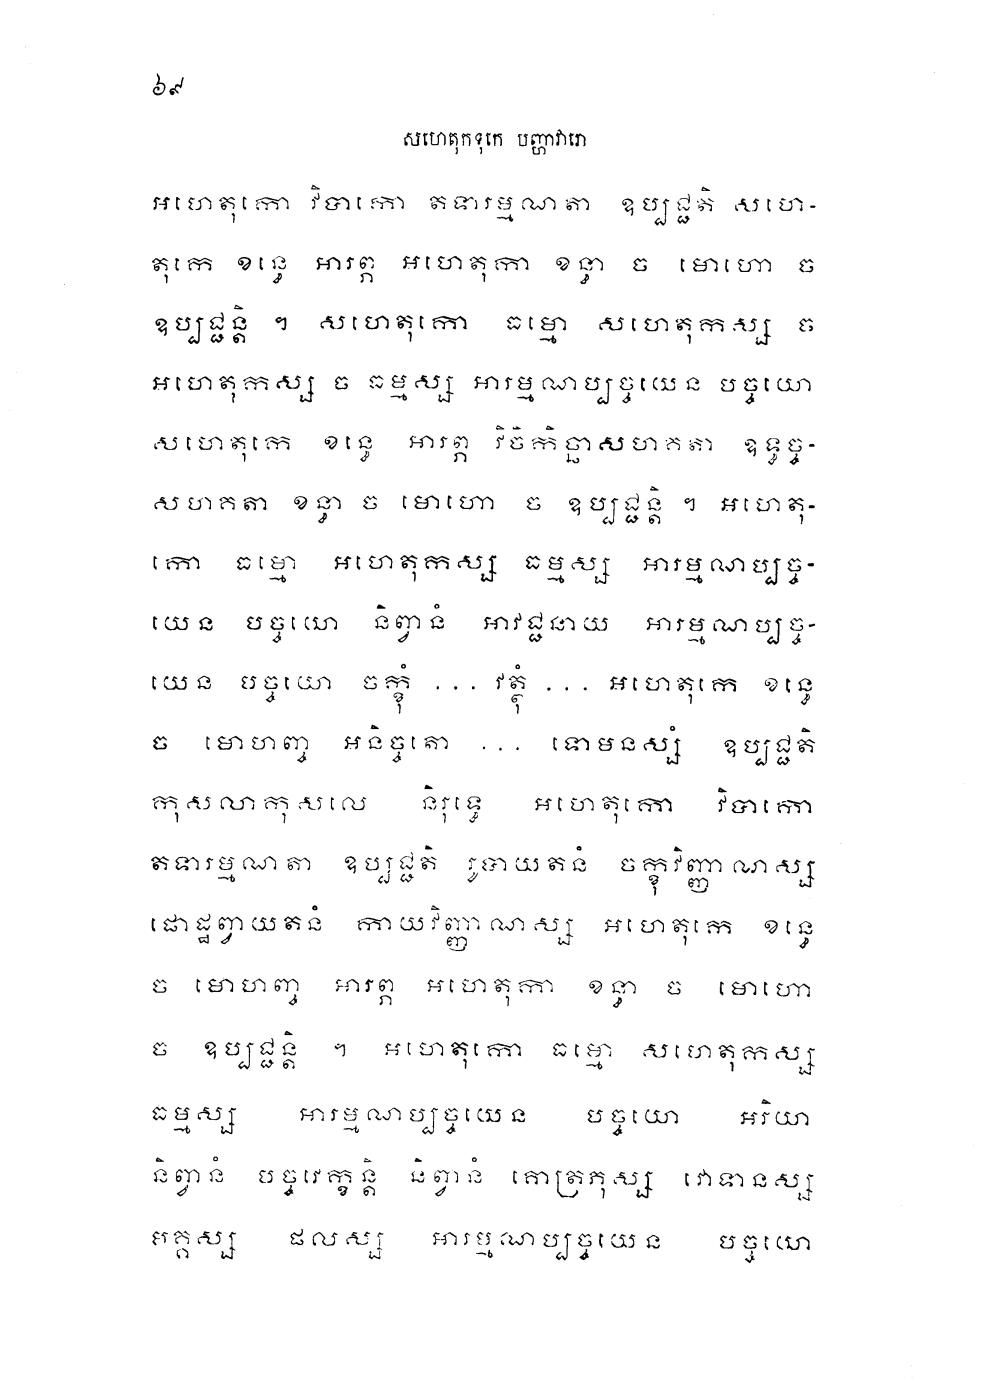 ៦៩
សហេតុកទុកេ បញ្ហាវារោ
អហេតុកោ វិបាកោ តទារម្មណតា ឧប្បជ្ជតិ សហេ-
តុកេ ខន្ធេ អារព្ភ អហេតុកា ខន្ធា ច មោហោ ច
ឧប្បជ្ជន្តិ ។ សហេតុកោ ធម្មោ សហេតុកស្ស ច
អហេតុកស្ស ច ធម្មស្ស អារម្មណប្បច្ចយេន បច្ចយោ
សហេតុកេ ខន្ធេ អារព្ភ វិចិកិច្ឆាសហគតា ឧទ្ធច្ច-
សហគតា ខន្ធា ច មោហោ ច ឧប្បជ្ជន្តិ ។ អហេតុ-
កោ ធម្មោ អហេតុកស្ស ធម្មស្ស អារម្មណប្បច្ច-
យេន បច្ចយោ និព្វានំ អាវជ្ជនាយ អារម្មណប្បច្ច-
យេន បច្ចយោ ចក្ខុំ ... វត្ថុំ ... អហេតុកេ ខន្ធេ
ច មោហញ្ច អនិច្ចតោ ... ទោមនស្សំ ឧប្បជ្ជតិ
កុសលាកុសលេ និរុទ្ធេ អហេតុកោ វិបាកោ
តទារម្មណតា ឧប្បជ្ជតិ រូបាយតនំ ចក្ខុវិញ្ញាណស្ស
ផោដ្ឋព្វាយតនំ កាយវិញ្ញាណស្ស អហេតុកេ ខន្ធេ
ច មោហញ្ច អារព្ភ អហេតុកា ខន្ធា ច មោហោ
ច ឧប្បជ្ជន្តិ ។ អហេតុកោ ធម្មោ សហេតុកស្ស
ធម្មស្ស អារម្មណប្បច្ចយេន បច្ចយោ អរិយា
និព្វានំ បច្ចវេក្ខន្តិ និព្វានំ គោត្រភុស្ស វោទានស្ស
មគ្គស្ស ផលស្ស អារម្មណប្បច្ចយេន បច្ចយោ